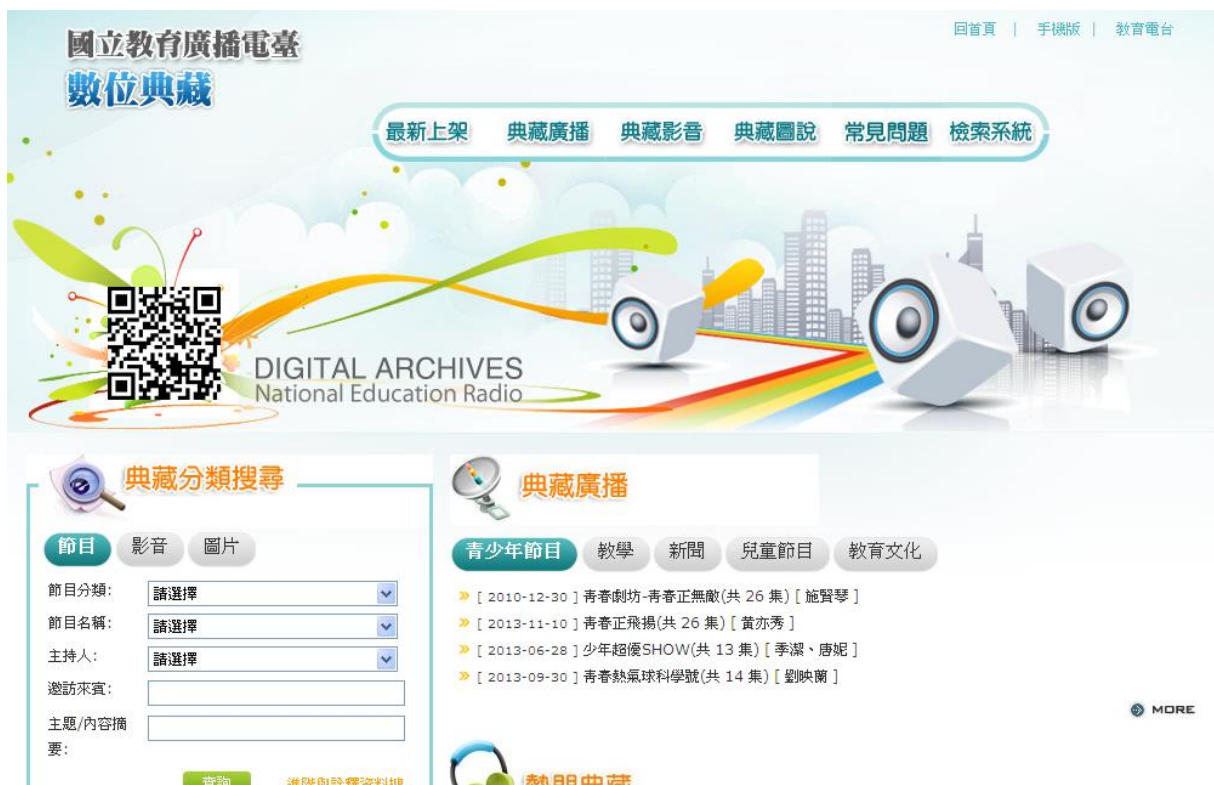 國立教育廣播電臺
數位典藏
回首頁 | 手機版 | 教育電台
最新上架 典藏廣播 典藏影音 典藏圖說 常見問題 檢索系統
DIGITAL ARCHIVES
National Education Radio
典藏分類搜尋
節目 影音 圖片
節目分類: 請選擇
節目名稱: 請選擇
主持人: 請選擇
邀訪來賓:
主題/內容摘
要:
查詢
典藏廣播
青少年節目 教學 新聞 兒童節目 教育文化
» [ 2010-12-30 ] 青春劇坊-青春正無敵(共 26 集) [ 施賢琴 ]
» [ 2013-11-10 ] 青春正飛揚(共 26 集) [ 黃亦秀 ]
» [ 2013-06-28 ] 少年超優SHOW(共 13 集) [ 季潔、唐妮 ]
» [ 2013-09-30 ] 青春熱氣球科學號(共 14 集) [ 劉映蘭 ]
MORE
熱門典藏